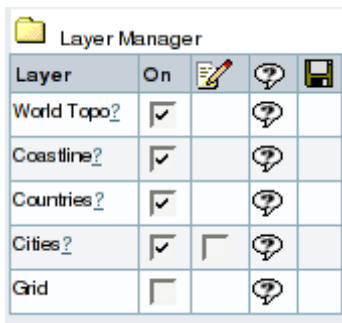 Layer Manager
Layer On
World Topo?
Coastline?
Countries?
Cities?
Grid